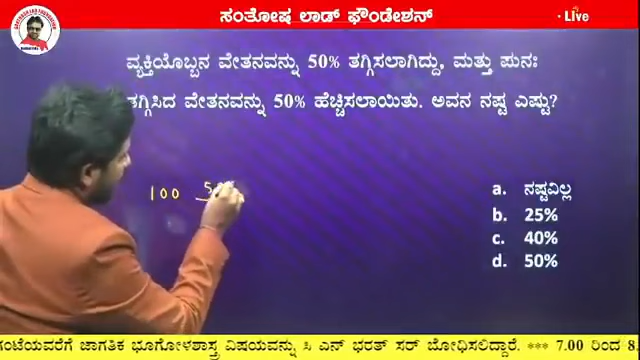 ಸಂತೋಷ ಲಾಡ್ ಫೌಂಡೇಶನ್
Live
ವ್ಯಕ್ತಿಯೊಬ್ಬನ ವೇತನವನ್ನು 50% ತಗ್ಗಿಸಲಾಗಿದ್ದು, ಮತ್ತು ಪುನಃ
ತಗ್ಗಿಸಿದ ವೇತನವನ್ನು 50% ಹೆಚ್ಚಿಸಲಾಯಿತು. ಅವನ ನಷ್ಟ ಎಷ್ಟು?
100
a. ನಷ್ಟವಿಲ್ಲ
b. 25%
c. 40%
d. 50%
ಗಂಟೆಯವರೆಗೆ ಜಾಗತಿಕ ಭೂಗೋಳಶಾಸ್ತ್ರ ವಿಷಯವನ್ನು ಸಿ ಎನ್ ಭರತ್ ಸರ್ ಬೋಧಿಸಲಿದ್ದಾರೆ. *** 7.00 ರಿಂದ 8.